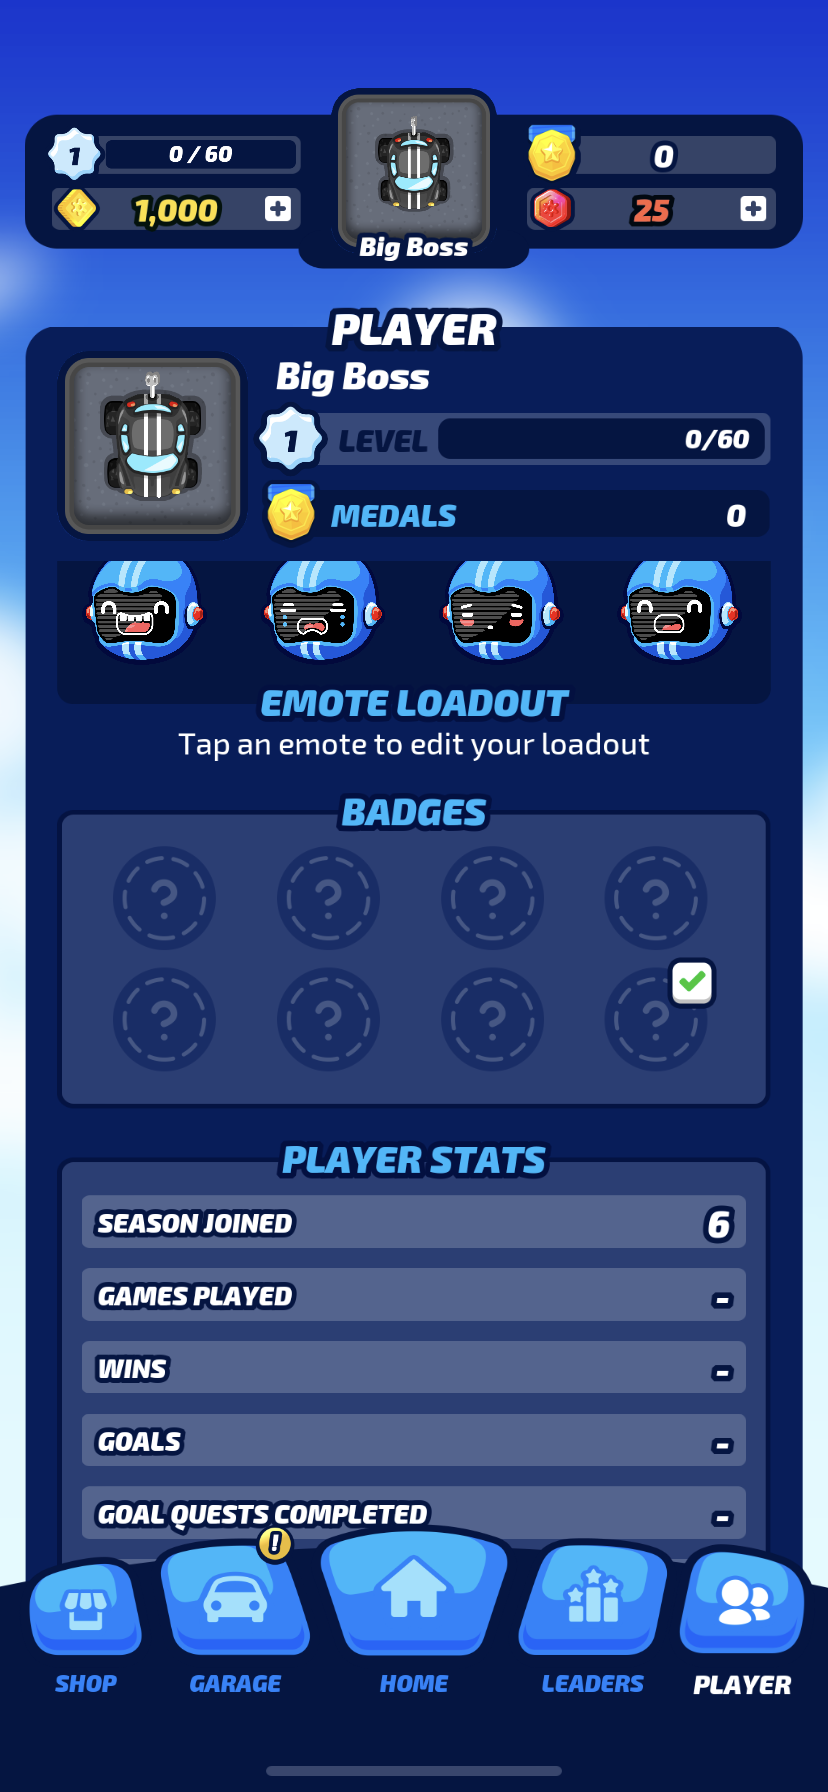 1
0 / 60
0
1,000
25
Big Boss
PLAYER
Big Boss
1
LEVEL
0/60
MEDALS
0
EMOTE LOADOUT
Tap an emote to edit your loadout
BADGES
? ? ? ?
? ? ? ?
PLAYER STATS
SEASON JOINED 6
GAMES PLAYED -
WINS -
GOALS -
GOAL QUESTS COMPLETED -
!
SHOP
GARAGE
HOME
LEADERS
PLAYER